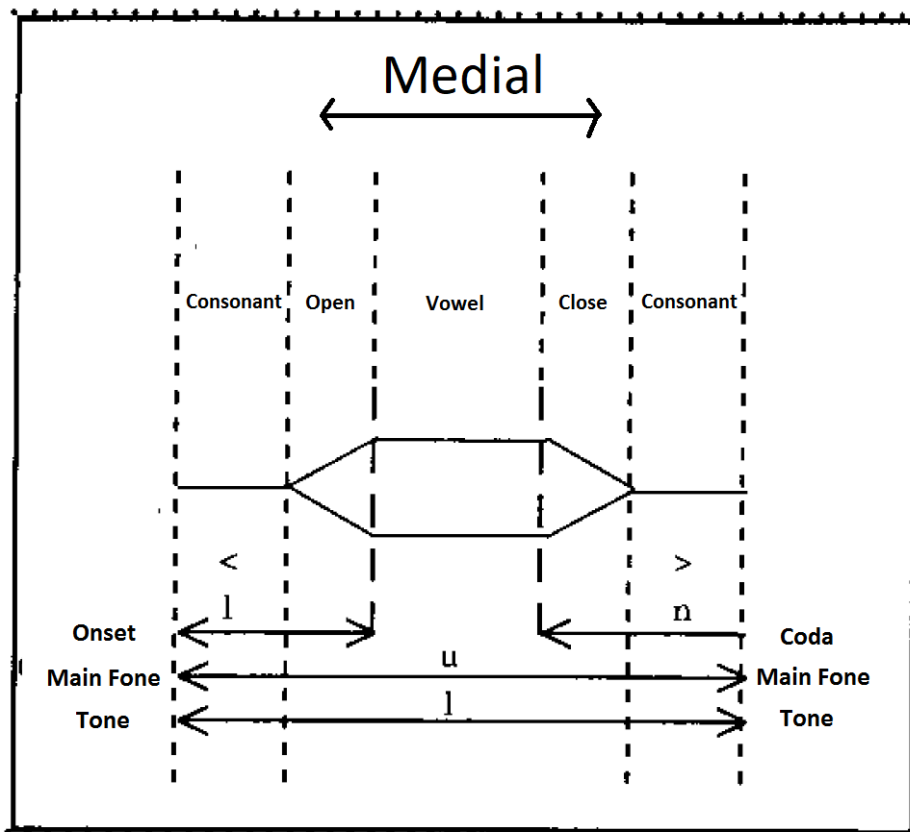 Medial
Consonant Open Vowel Close Consonant
< >
l n
Onset Coda
u
Main Fone Main Fone
l
Tone Tone